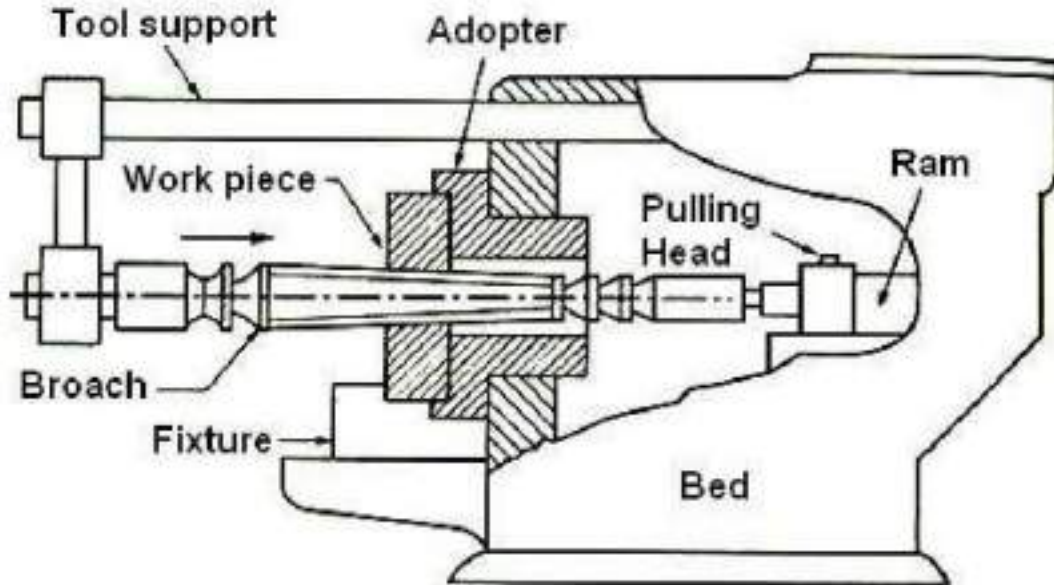 Tool support
Adopter
Work piece
Ram
Pulling
Head
Broach
Fixture
Bed